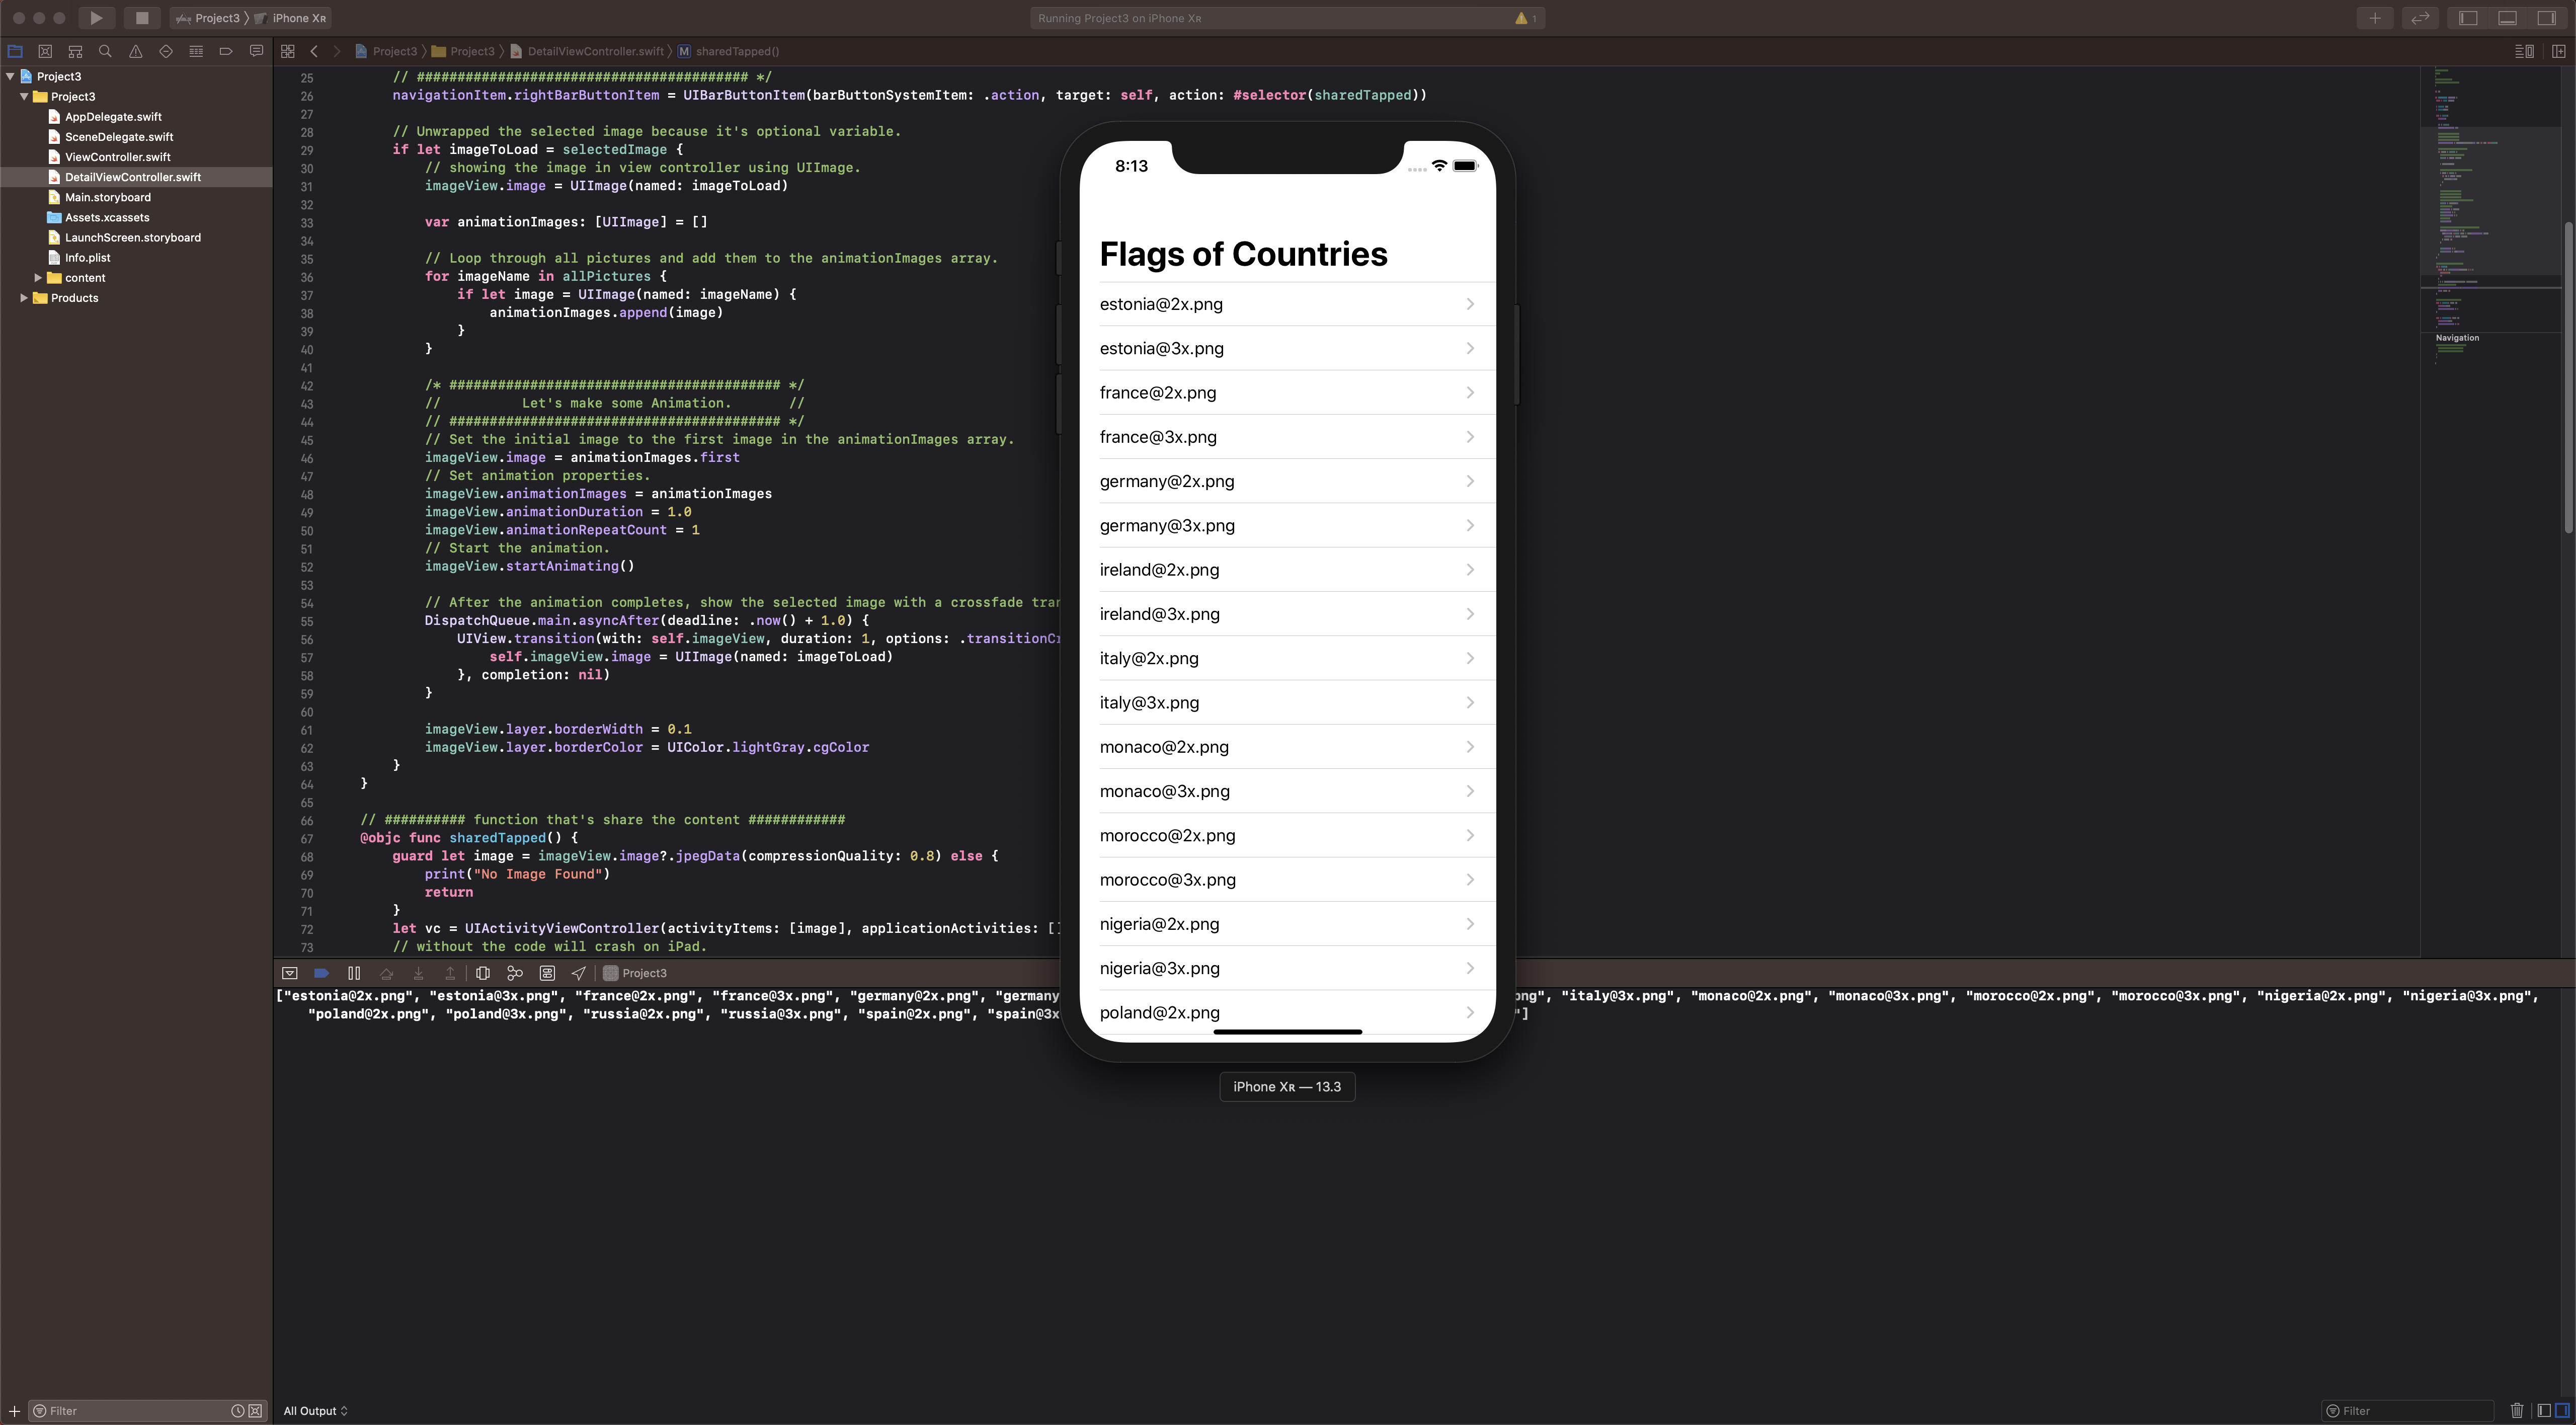 Project3 〉 iPhone Xʀ
Running Project3 on iPhone Xʀ
1
Project3 〉 Project3 〉 DetailViewController.swift 〉 M sharedTapped()
Project3
Project3
AppDelegate.swift
SceneDelegate.swift
ViewController.swift
DetailViewController.swift
Main.storyboard
Assets.xcassets
LaunchScreen.storyboard
Info.plist
content
Products
25 // ######################################### */
26 navigationItem.rightBarButtonItem = UIBarButtonItem(barButtonSystemItem: .action, target: self, action: #selector(sharedTapped))
27
28 // Unwrapped the selected image because it's optional variable.
29 if let imageToLoad = selectedImage {
30 // showing the image in view controller using UIImage.
31 imageView.image = UIImage(named: imageToLoad)
32
33 var animationImages: [UIImage] = []
34
35 // Loop through all pictures and add them to the animationImages array.
36 for imageName in allPictures {
37 if let image = UIImage(named: imageName) {
38 animationImages.append(image)
39 }
40 }
41
42 /* ######################################### */
43 // Let's make some Animation. //
44 // ######################################### */
45 // Set the initial image to the first image in the animationImages array.
46 imageView.image = animationImages.first
47 // Set animation properties.
48 imageView.animationImages = animationImages
49 imageView.animationDuration = 1.0
50 imageView.animationRepeatCount = 1
51 // Start the animation.
52 imageView.startAnimating()
53
54 // After the animation completes, show the selected image with a crossfade tran
55 DispatchQueue.main.asyncAfter(deadline: .now() + 1.0) {
56 UIView.transition(with: self.imageView, duration: 1, options: .transitionCr
57 self.imageView.image = UIImage(named: imageToLoad)
58 }, completion: nil)
59 }
60
61 imageView.layer.borderWidth = 0.1
62 imageView.layer.borderColor = UIColor.lightGray.cgColor
63 }
64 }
65
66 // ########## function that's share the content ############
67 @objc func sharedTapped() {
68 guard let image = imageView.image?.jpegData(compressionQuality: 0.8) else {
69 print("No Image Found")
70 return
71 }
72 let vc = UIActivityViewController(activityItems: [image], applicationActivities: []
73 // without the code will crash on iPad.
8:13
Flags of Countries
estonia@2x.png
estonia@3x.png
france@2x.png
france@3x.png
germany@2x.png
germany@3x.png
ireland@2x.png
ireland@3x.png
italy@2x.png
italy@3x.png
monaco@2x.png
monaco@3x.png
morocco@2x.png
morocco@3x.png
nigeria@2x.png
nigeria@3x.png
poland@2x.png
iPhone Xʀ — 13.3
Navigation
Project3
["estonia@2x.png", "estonia@3x.png", "france@2x.png", "france@3x.png", "germany@2x.png", "germany png", "italy@3x.png", "monaco@2x.png", "monaco@3x.png", "morocco@2x.png", "morocco@3x.png", "nigeria@2x.png", "nigeria@3x.png",
"poland@2x.png", "poland@3x.png", "russia@2x.png", "russia@3x.png", "spain@2x.png", "spain@3x "]
Filter
All Output
Filter